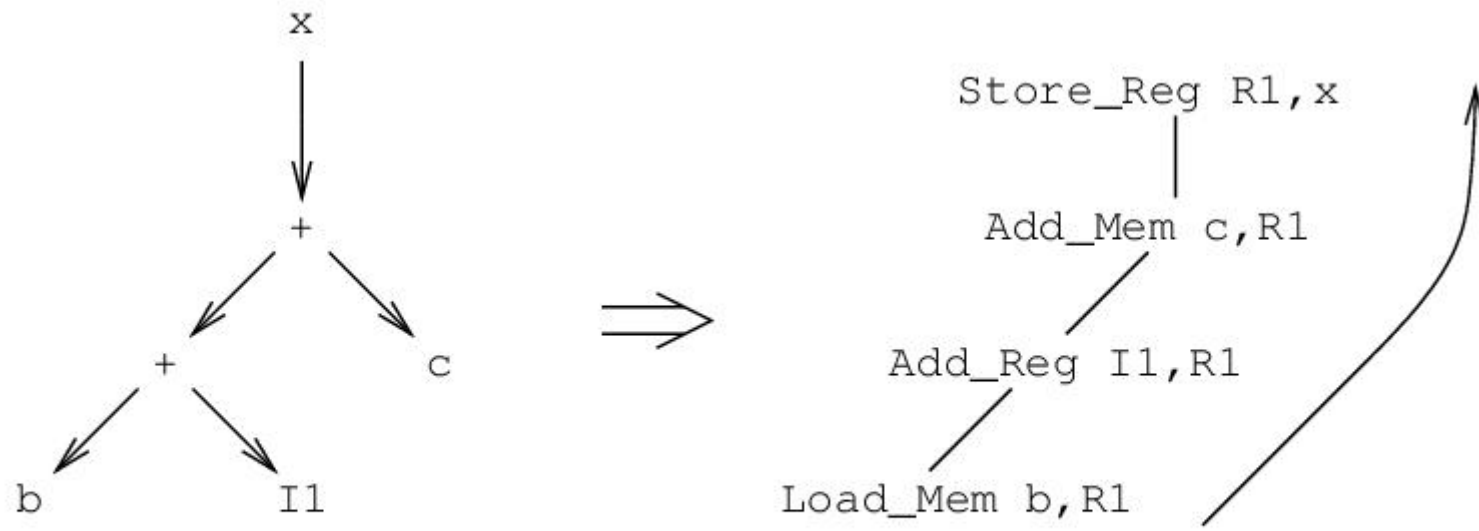 x
+
+
c
b
I1
Store_Reg R1,x
Add_Mem c,R1
Add_Reg I1,R1
Load_Mem b,R1